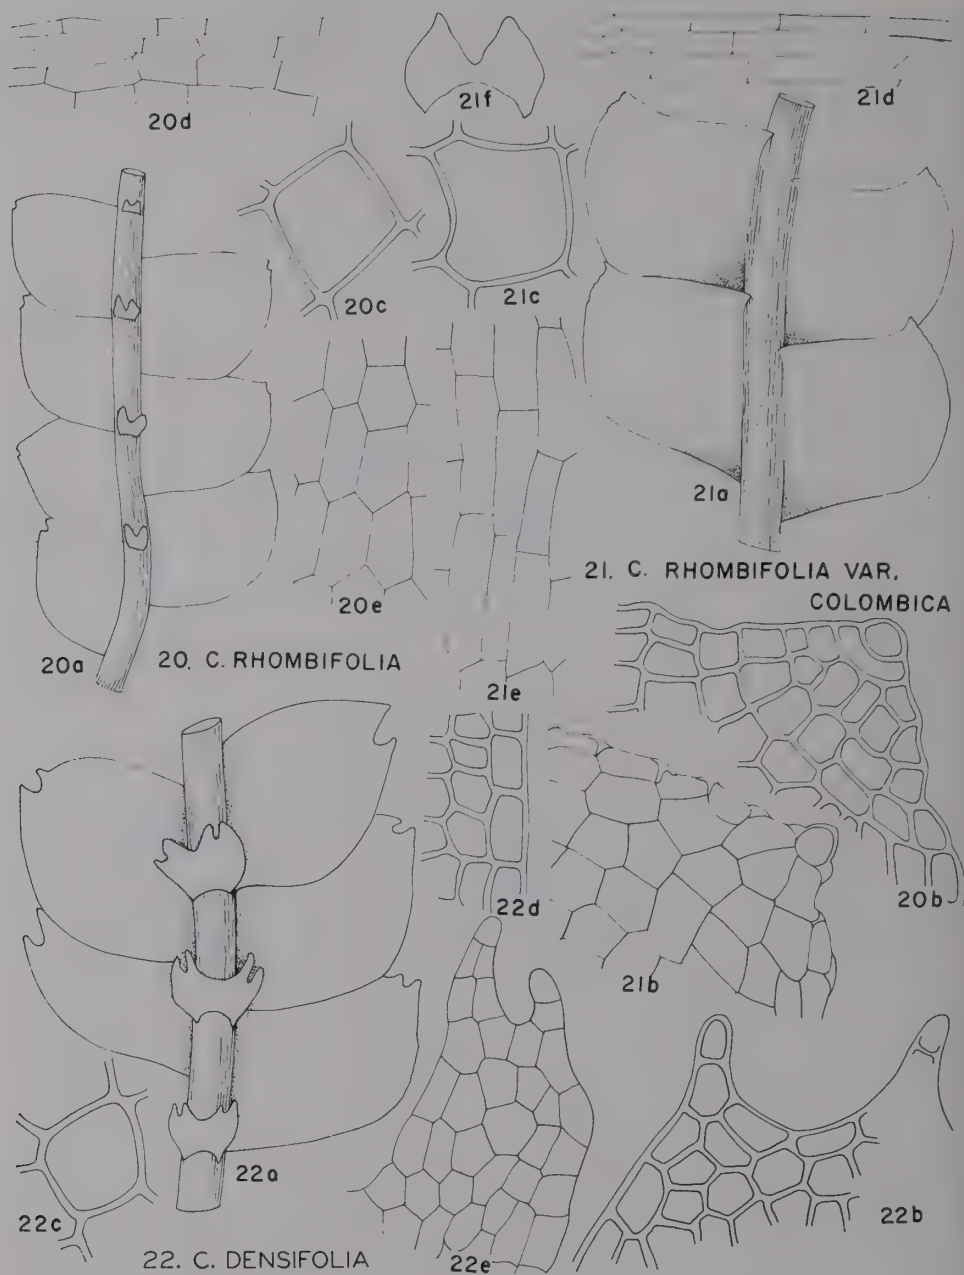 20d
21f
21d
20c
21c
21a
20e
21. C. RHOMBIFOLIA VAR.
COLOMBICA
20a
20. C. RHOMBIFOLIA
21e
22d
20b
21b
22a
22c
22b
22. C. DENSIFOLIA
22e